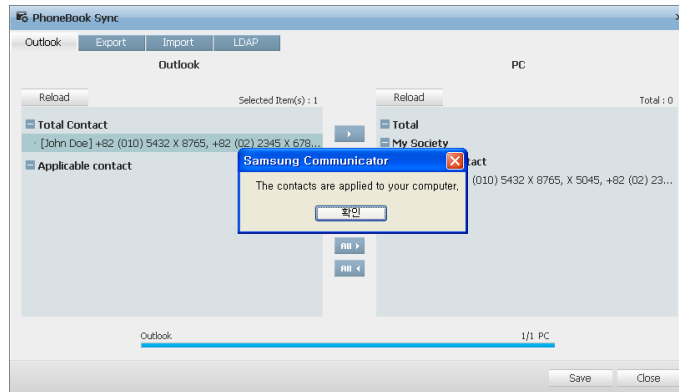 PhoneBook Sync
Outlook Export Import LDAP
Outlook PC
Reload Selected Item(s) : 1 Reload Total : 0
Total Contact Total
[John Doe] +82 (010) 5432 X 8765, +82 (02) 2345 X 678... My Society
Samsung Communicator
Applicable contact tact
The contacts are applied to your computer,
(010) 5432 X 8765, X 5045, +82 (02) 23...
확인
All
All
Outlook 1/1 PC
Save Close